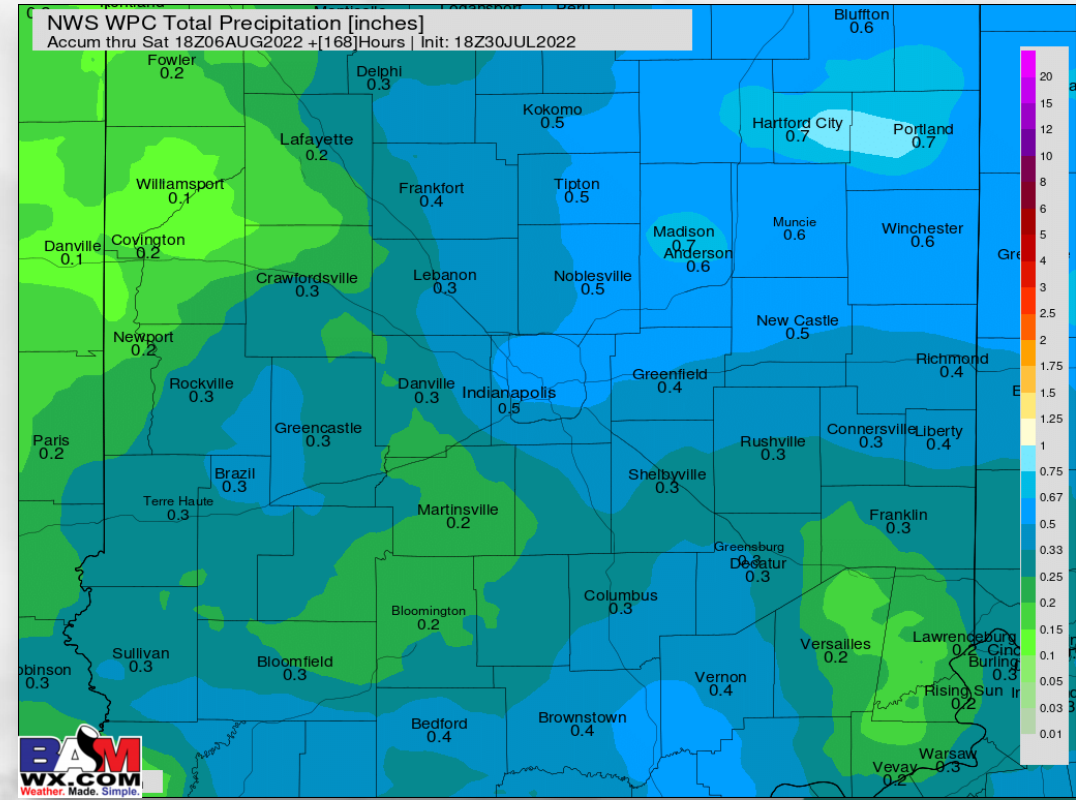 NWS WPC Total Precipitation [inches]
Accum thru Sat 18Z06AUG2022 +[168]Hours | Init: 18Z30JUL2022
Bluffton
0.6
Fowler
0.2
Delphi
0.3
Kokomo
0.5
Hartford City
0.7
Portland
0.7
Lafayette
0.2
Williamsport
0.1
Frankfort
0.4
Tipton
0.5
Muncie
0.6
Winchester
0.6
Madison
0.7
Anderson
0.6
Danville
0.1
Covington
0.2
Crawfordsville
0.3
Lebanon
0.3
Noblesville
0.5
New Castle
0.5
Newport
0.2
Richmond
0.4
Rockville
0.3
Danville
0.3
Indianapolis
0.5
Greenfield
0.4
Paris
0.2
Greencastle
0.3
Rushville
0.3
Connersville
0.3
Liberty
0.4
Brazil
0.3
Shelbyville
0.3
Terre Haute
0.3
Martinsville
0.2
Franklin
0.3
Greensburg
0.3
Decatur
0.3
Columbus
0.3
Bloomington
0.2
Versailles
0.2
Lawrenceburg
0.2
Cinc
Burling
0.3
Sullivan
0.3
obinson
0.3
Bloomfield
0.3
Vernon
0.4
Rising Sun
0.2
Bedford
0.4
Brownstown
0.4
Warsaw
0.3
Vevay
0.2
20
15
12
10
8
6
5
4
3
2.5
2
1.75
1.5
1.25
1
0.75
0.67
0.5
0.33
0.25
0.2
0.15
0.1
0.05
0.03
0.01
BAM
WX.COM
Weather. Made. Simple.